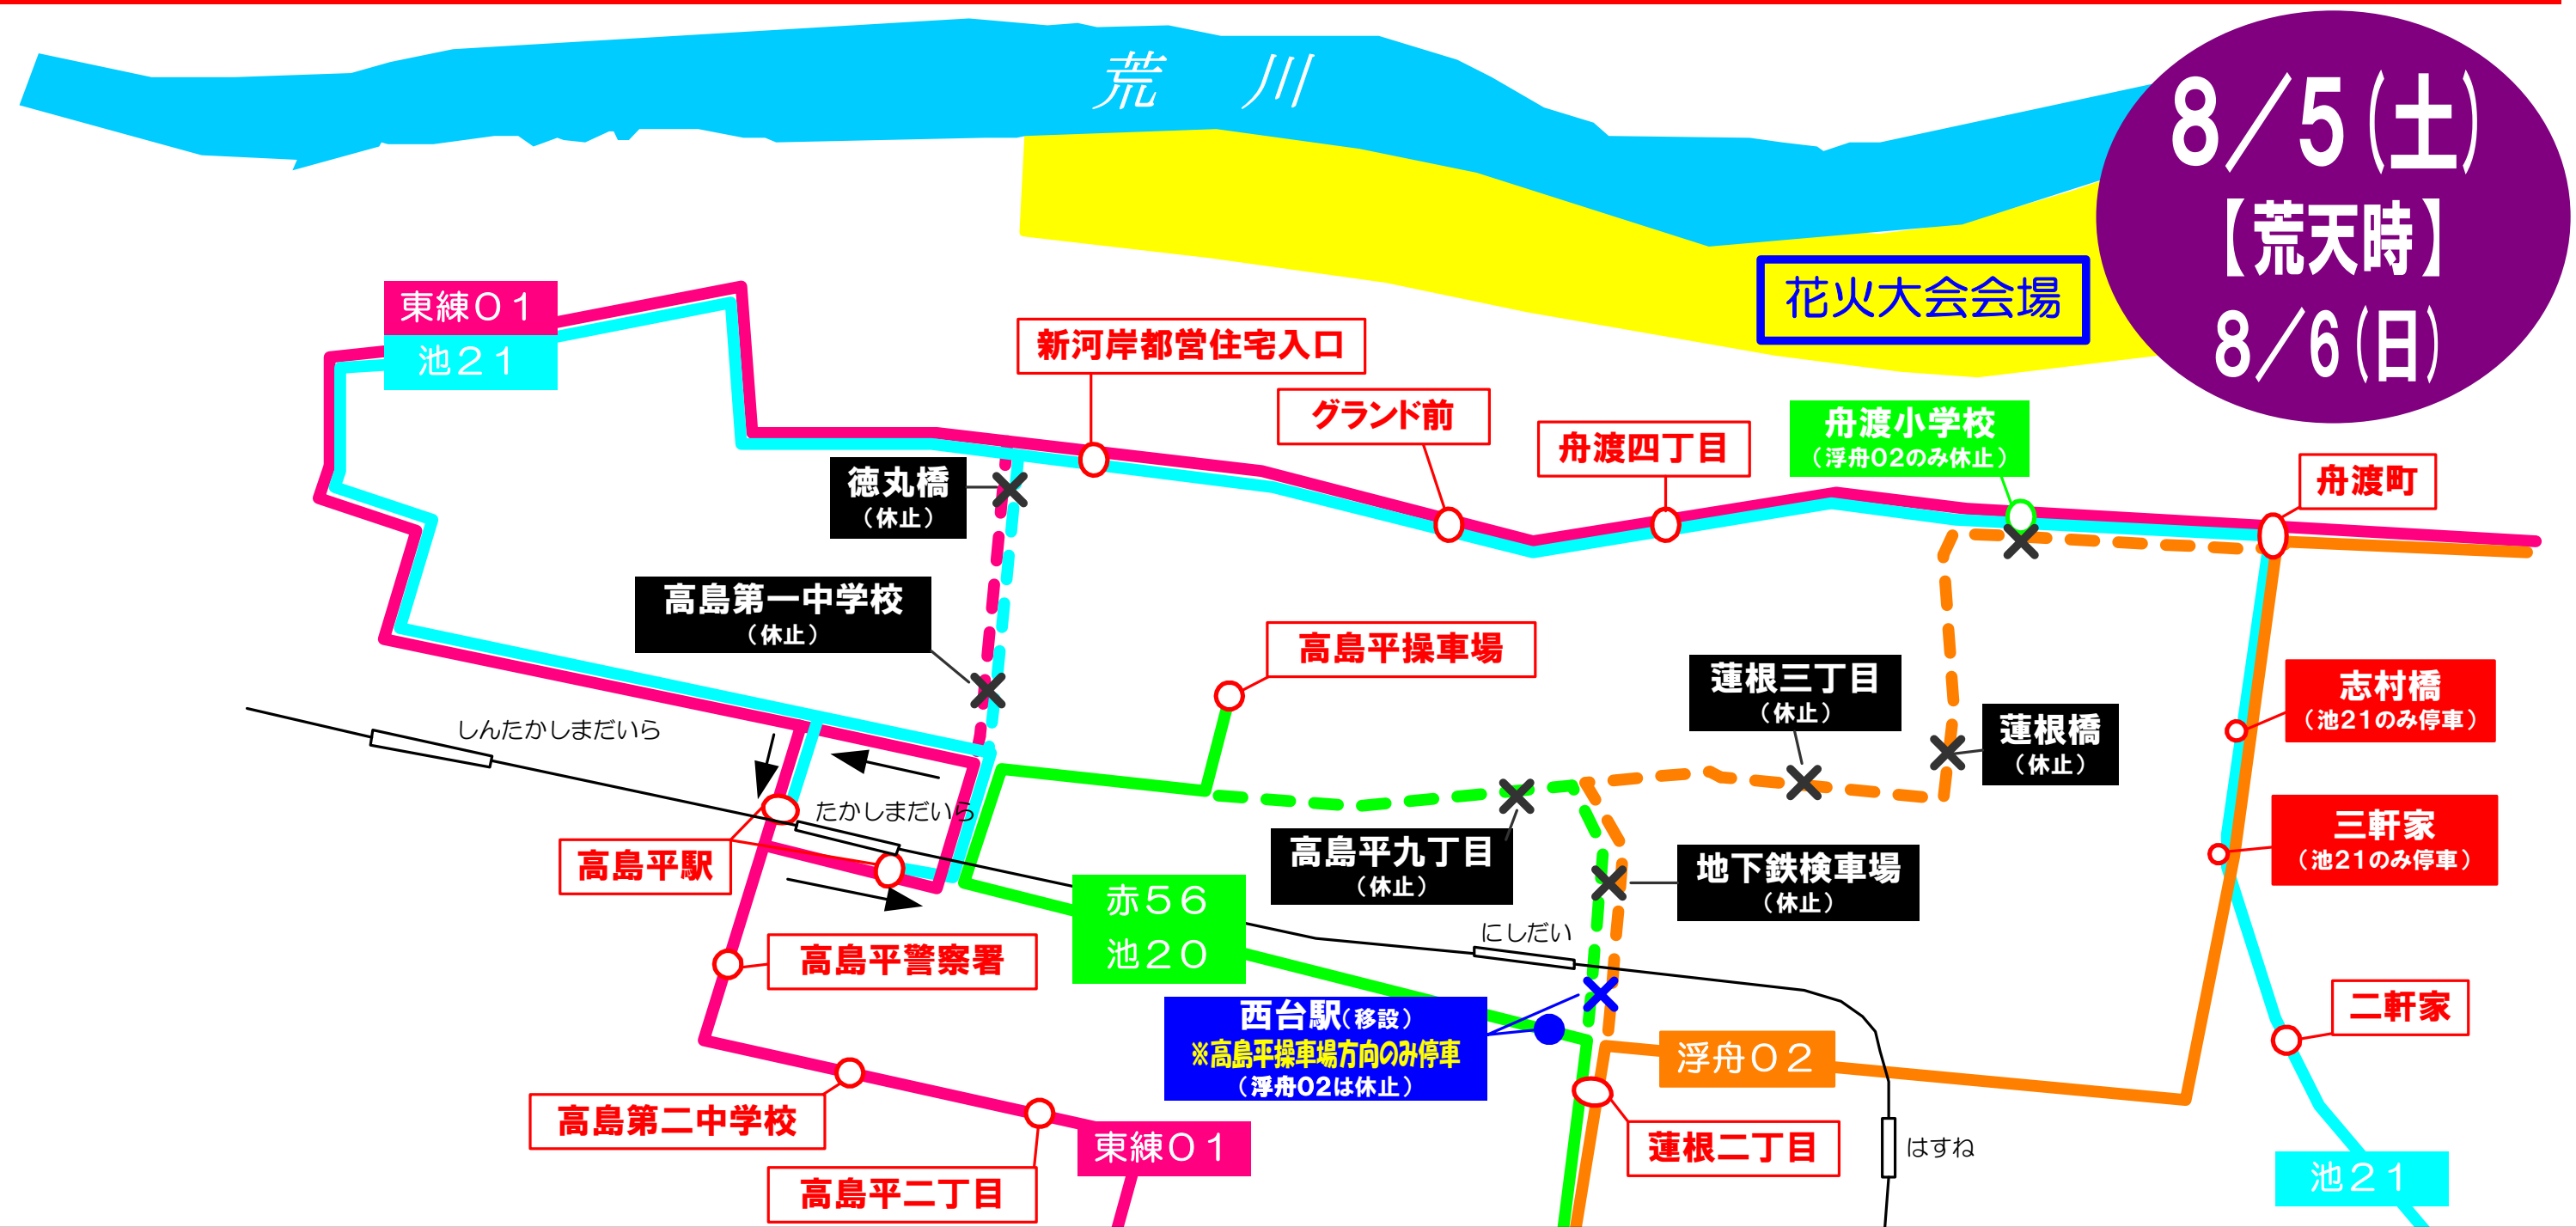 荒　川
8／5(土)
【荒天時】
8／6(日)
花火大会会場
東練０１
池２１
新河岸都営住宅入口
グランド前
舟渡四丁目
舟渡小学校
（浮舟02のみ休止）
舟渡町
徳丸橋
（休止）
高島第一中学校
（休止）
高島平操車場
蓮根三丁目
（休止）
蓮根橋
（休止）
志村橋
（池21のみ停車）
しんたかしまだいら
たかしまだいら
三軒家
（池21のみ停車）
高島平駅
高島平九丁目
（休止）
地下鉄検車場
（休止）
赤５６
池２０
にしだい
高島平警察署
西台駅（移設）
※高島平操車場方向のみ停車
（浮舟02は休止）
二軒家
浮舟０２
高島第二中学校
東練０１
蓮根二丁目
はすね
池２１
高島平二丁目